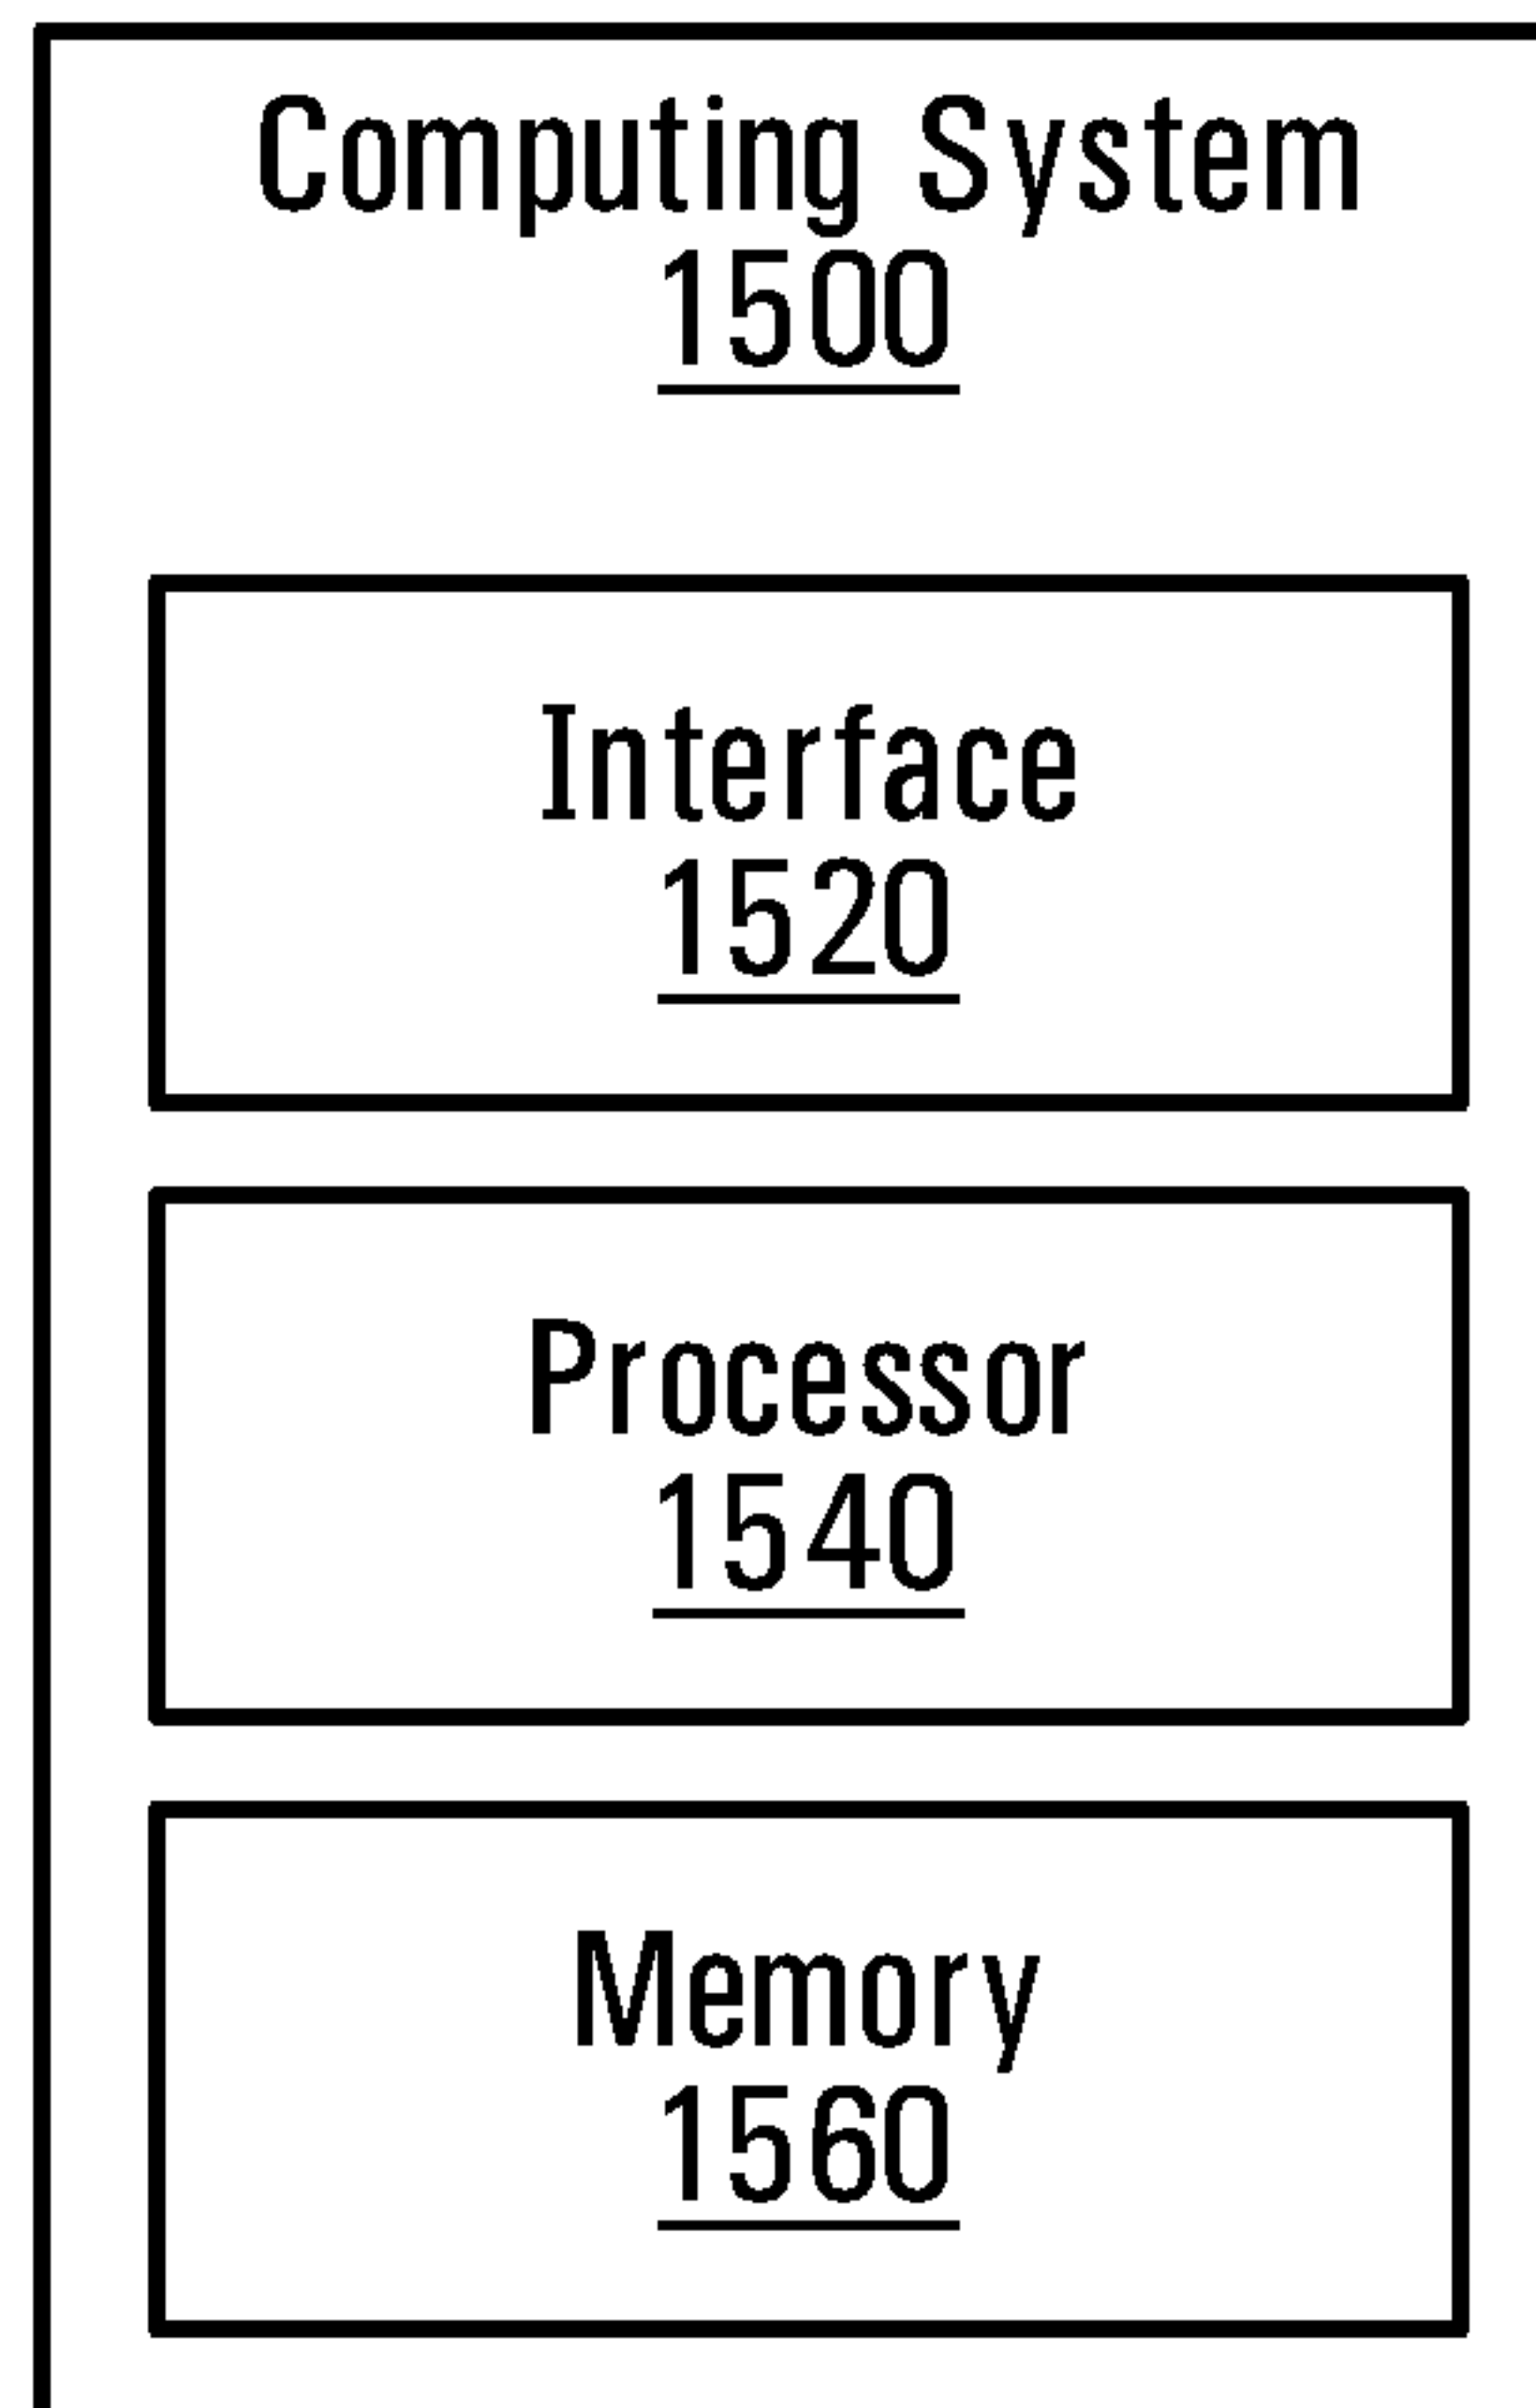 Computing System
1500
Interface
1520
Processor
1540
Memory
1560